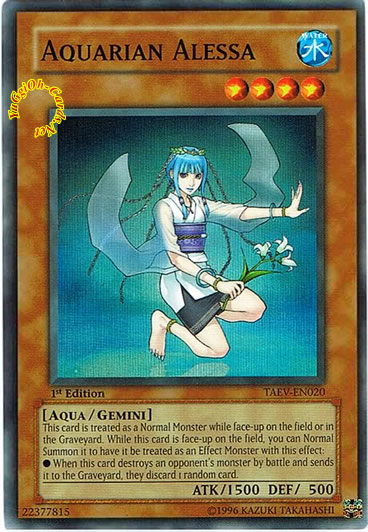 AQUARIAN ALESSA
WATER
水
YuGiOh-Cards.Net
1st Edition
TAEV-EN020
[AQUA / GEMINI]
This card is treated as a Normal Monster while face-up on the field or in
the Graveyard. While this card is face-up on the field, you can Normal
Summon it to have it be treated as an Effect Monster with this effect:
● When this card destroys an opponent's monster by battle and sends
it to the Graveyard, they discard 1 random card.
ATK/1500 DEF/ 500
22377815
©1996 KAZUKI TAKAHASHI